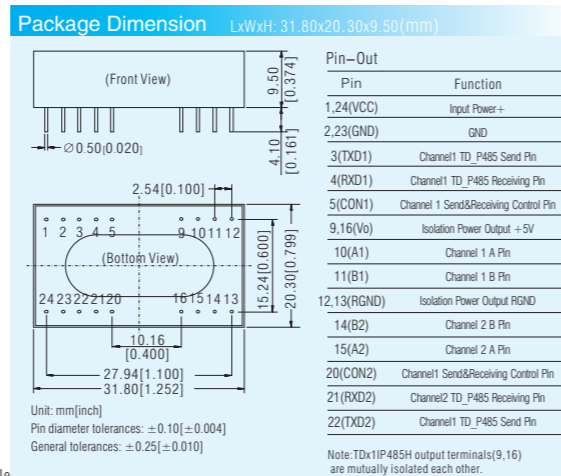 Package Dimension LxWxH: 31.80x20.30x9.50(mm)
(Front View)
9.50
[0.374]
4.10
[0.161]
Ø0.50[0.020]
2.54[0.100]
1 2 3 4 5 9 10 11 12
(Bottom View)
24 23 22 21 20 16 15 14 13
15.24[0.600]
20.30[0.799]
10.16
[0.400]
27.94[1.100]
31.80[1.252]
Unit: mm[inch]
Pin diameter tolerances: ±0.10[±0.004]
General tolerances: ±0.25[±0.010]
Pin-Out
Pin Function
1,24(VCC) Input Power+
2,23(GND) GND
3(TXD1) Channel1 TD_P485 Send Pin
4(RXD1) Channel1 TD_P485 Receiving Pin
5(CON1) Channel 1 Send&Receiving Control Pin
9,16(Vo) Isolation Power Output +5V
10(A1) Channel 1 A Pin
11(B1) Channel 1 B Pin
12,13(RGND) Isolation Power Output RGND
14(B2) Channel 2 B Pin
15(A2) Channel 2 A Pin
20(CON2) Channel1 Send&Receiving Control Pin
21(RXD2) Channel2 TD_P485 Receiving Pin
22(TXD2) Channel1 TD_P485 Send Pin
Note:TDx1IP485H output terminals(9,16)
are mutually isolated each other.